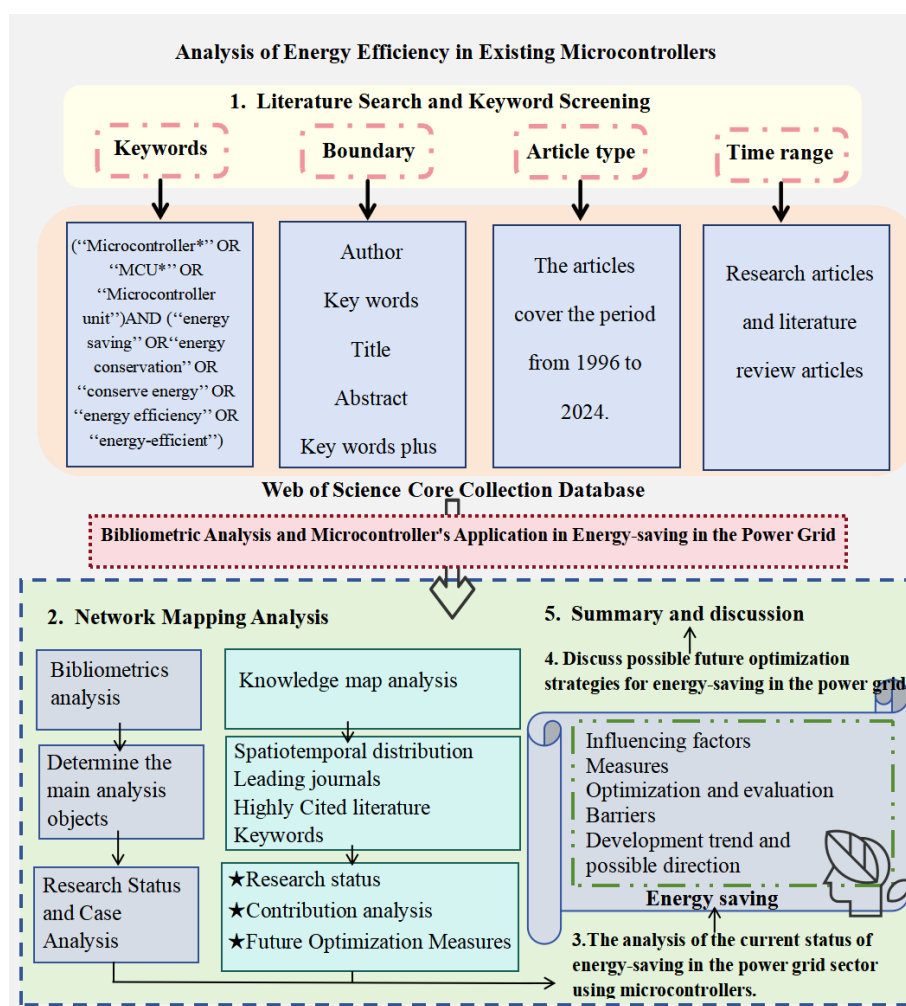 Analysis of Energy Efficiency in Existing Microcontrollers
1. Literature Search and Keyword Screening
Keywords
Boundary
Article type
Time range
(‘‘Microcontroller*’’ OR
‘‘MCU*’’ OR
‘‘Microcontroller
unit’’)AND (‘‘energy
saving’’ OR‘‘energy
conservation’’ OR
‘‘conserve energy’’ OR
‘‘energy efficiency’’ OR
‘‘energy-efficient’’)
Author
Key words
Title
Abstract
Key words plus
The articles
cover the period
from 1996 to
2024.
Research articles
and literature
review articles
Web of Science Core Collection Database
Bibliometric Analysis and Microcontroller's Application in Energy-saving in the Power Grid
2. Network Mapping Analysis
Bibliometrics
analysis
Determine the
main analysis
objects
Research Status
and Case
Analysis
Knowledge map analysis
Spatiotemporal distribution
Leading journals
Highly Cited literature
Keywords
★Research status
★Contribution analysis
★Future Optimization Measures
5. Summary and discussion
4. Discuss possible future optimization
strategies for energy-saving in the power grid
Influencing factors
Measures
Optimization and evaluation
Barriers
Development trend and
possible direction
Energy saving
3.The analysis of the current status of
energy-saving in the power grid sector
using microcontrollers.